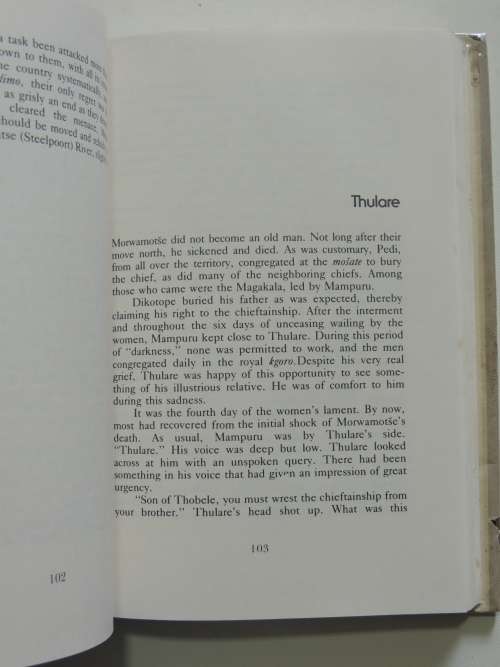 a task been attacked more
own to them, with all its
he country systematically,
dimo, their only regret
as grisly an end as they
cleared the menace,
should be moved and
tse (Steelpoort) River,
102
Thulare
Morwamotše did not become an old man. Not long after their
move north, he sickened and died. As was customary, Pedi,
from all over the territory, congregated at the mošate to bury
the chief, as did many of the neighboring chiefs. Among
those who came were the Magakala, led by Mampuru.
Dikotope buried his father as was expected, thereby
claiming his right to the chieftainship. After the interment
and throughout the six days of unceasing wailing by the
women, Mampuru kept close to Thulare. During this period
of “darkness,” none was permitted to work, and the men
congregated daily in the royal kgoro.Despite his very real
grief, Thulare was happy of this opportunity to see some-
thing of his illustrious relative. He was of comfort to him
during this sadness.
It was the fourth day of the women's lament. By now,
most had recovered from the initial shock of Morwamotše's
death. As usual, Mampuru was by Thulare's side.
“Thulare.” His voice was deep but low. Thulare looked
across at him with an unspoken query. There had been
something in his voice that had given an impression of great
urgency.
“Son of Thobele, you must wrest the chieftainship from
your brother.” Thulare's head shot up. What was this
103